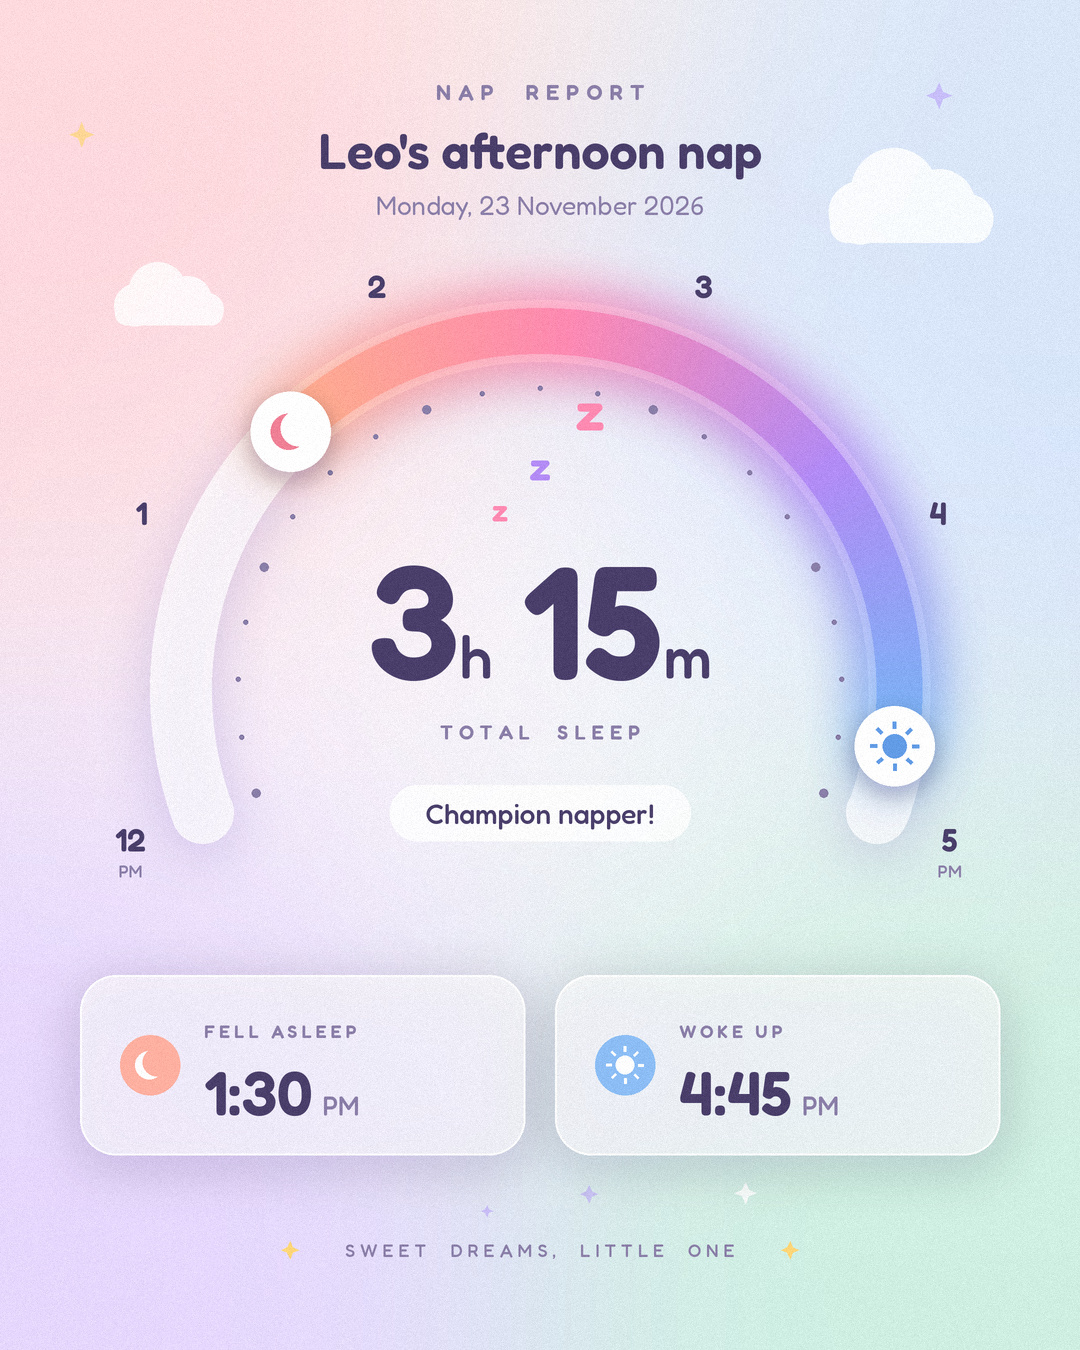 NAP REPORT
Leo's afternoon nap
Monday, 23 November 2026
2 3
1 4
z
z
z
3h 15m
TOTAL SLEEP
Champion napper!
12 PM
5 PM
FELL ASLEEP
1:30 PM
WOKE UP
4:45 PM
SWEET DREAMS, LITTLE ONE